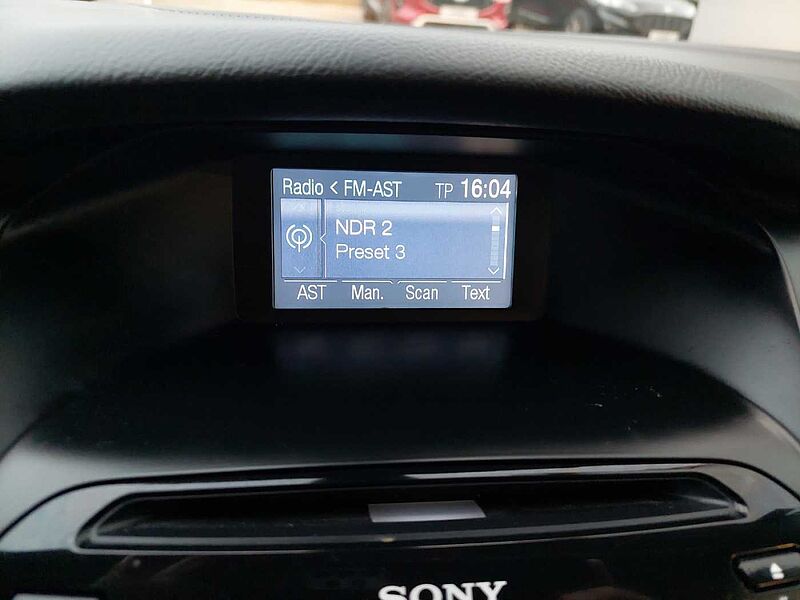 Radio < FM-AST TP 16:04
NDR 2
Preset 3
AST Man. Scan Text
SONY